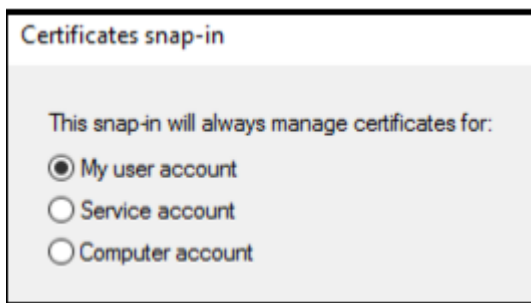 Certificates snap-in
This snap-in will always manage certificates for:
My user account
Service account
Computer account